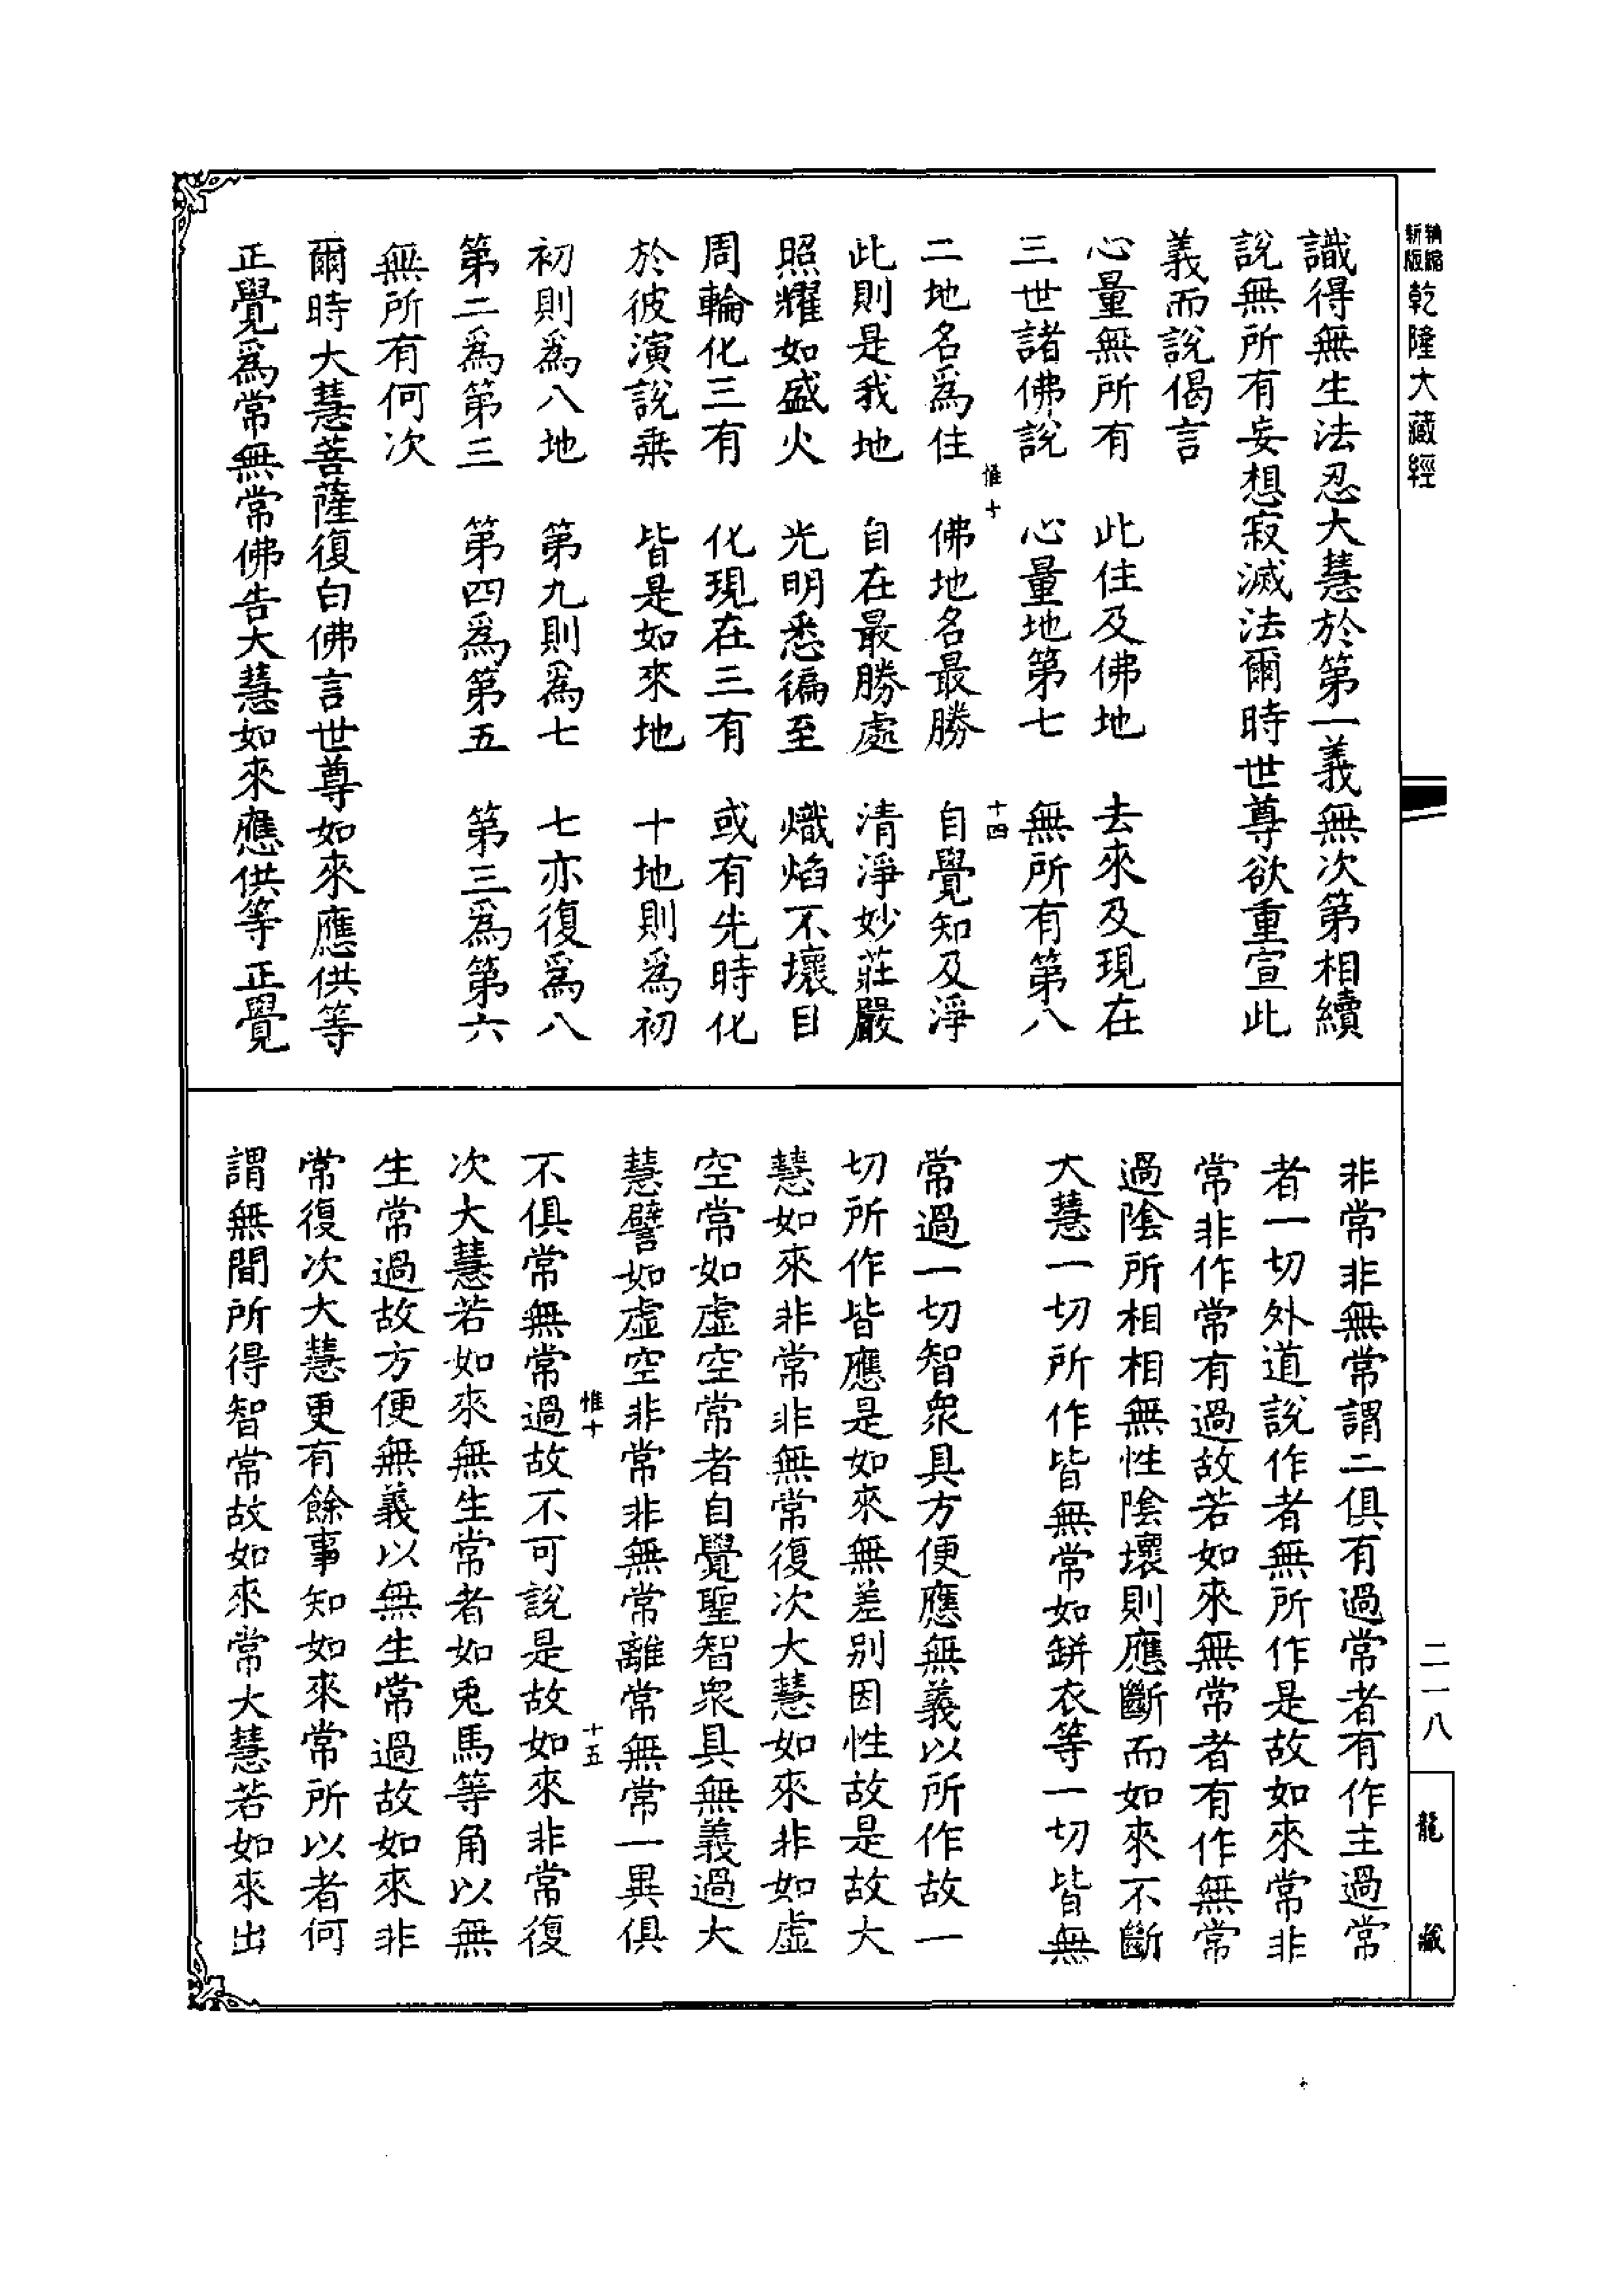 新縮
版
乾隆大藏經
識得無生法忍大慧於第一義無次第相續
說無所有妄想寂滅法爾時世尊欲重宣此
義而說偈言
心量無所有　此住及佛地　去來及現在
三世諸佛說　心量地第七　無所有第八
惟十　十四
二地名為住　佛地名最勝　自覺知及淨
此則是我地　自在最勝處　清淨妙莊嚴
照耀如盛火　光明悉徧至　熾焰不壞目
周輪化三有　化現在三有　或有先時化
於彼演說乗　皆是如來地　十地則爲初
初則爲八地　第九則爲七　七亦復爲八
第二爲第三　第四爲第五　第三爲第六
無所有何次
爾時大慧菩薩復白佛言世尊如來應供等
正覺爲常無常佛告大慧如來應供等正覺
非常非無常謂二俱有過常者有作主過常
者一切外道說作者無所作是故如來常非
常非作常有過故若如來無常者有作無常
過陰所相相無性陰壞則應斷而如來不斷
大慧一切所作皆無常如缾衣等一切皆無
常過一切智衆具方便應無義以所作故一
切所作皆應是如來無差別因性故是故大
慧如來非常非無常復次大慧如來非如虛
空常如虛空常者自覺聖智衆具無義過大
慧譬如虛空非常非無常離常無常一異俱
惟十　十五
不俱常無常過故不可說是故如來非常復
次大慧若如來無生常者如兎馬等角以無
生常過故方便無義以無生常過故如來非
常復次大慧更有餘事知如來常所以者何
謂無間所得智常故如來常大慧若如來出
二一八
龍藏